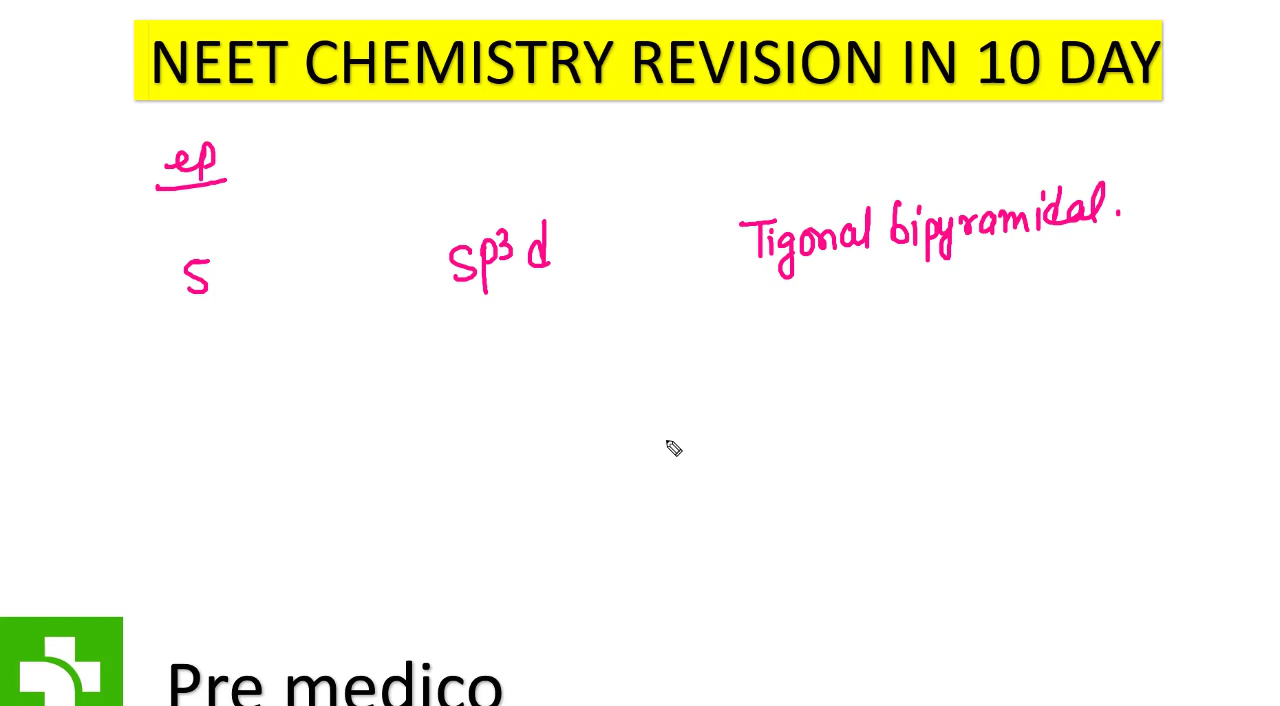 NEET CHEMISTRY REVISION IN 10 DAY
ep
5 sp³d Tigonal bipyramidal.
Pre medico